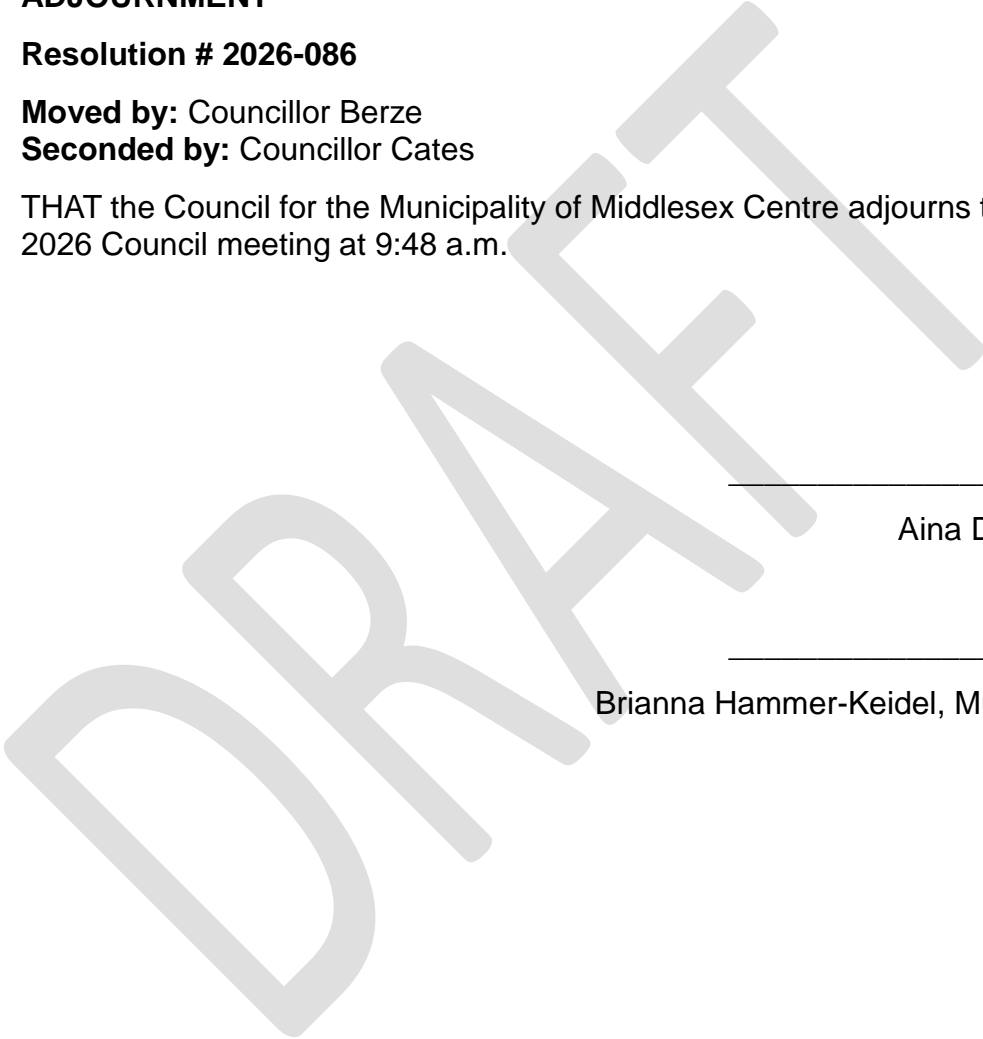 ADJOURNMENT
Resolution # 2026-086
Moved by: Councillor Berze
Seconded by: Councillor Cates
THAT the Council for the Municipality of Middlesex Centre adjourns
2026 Council meeting at 9:48 a.m.
Aina
Brianna Hammer-Keidel,
DRAFT